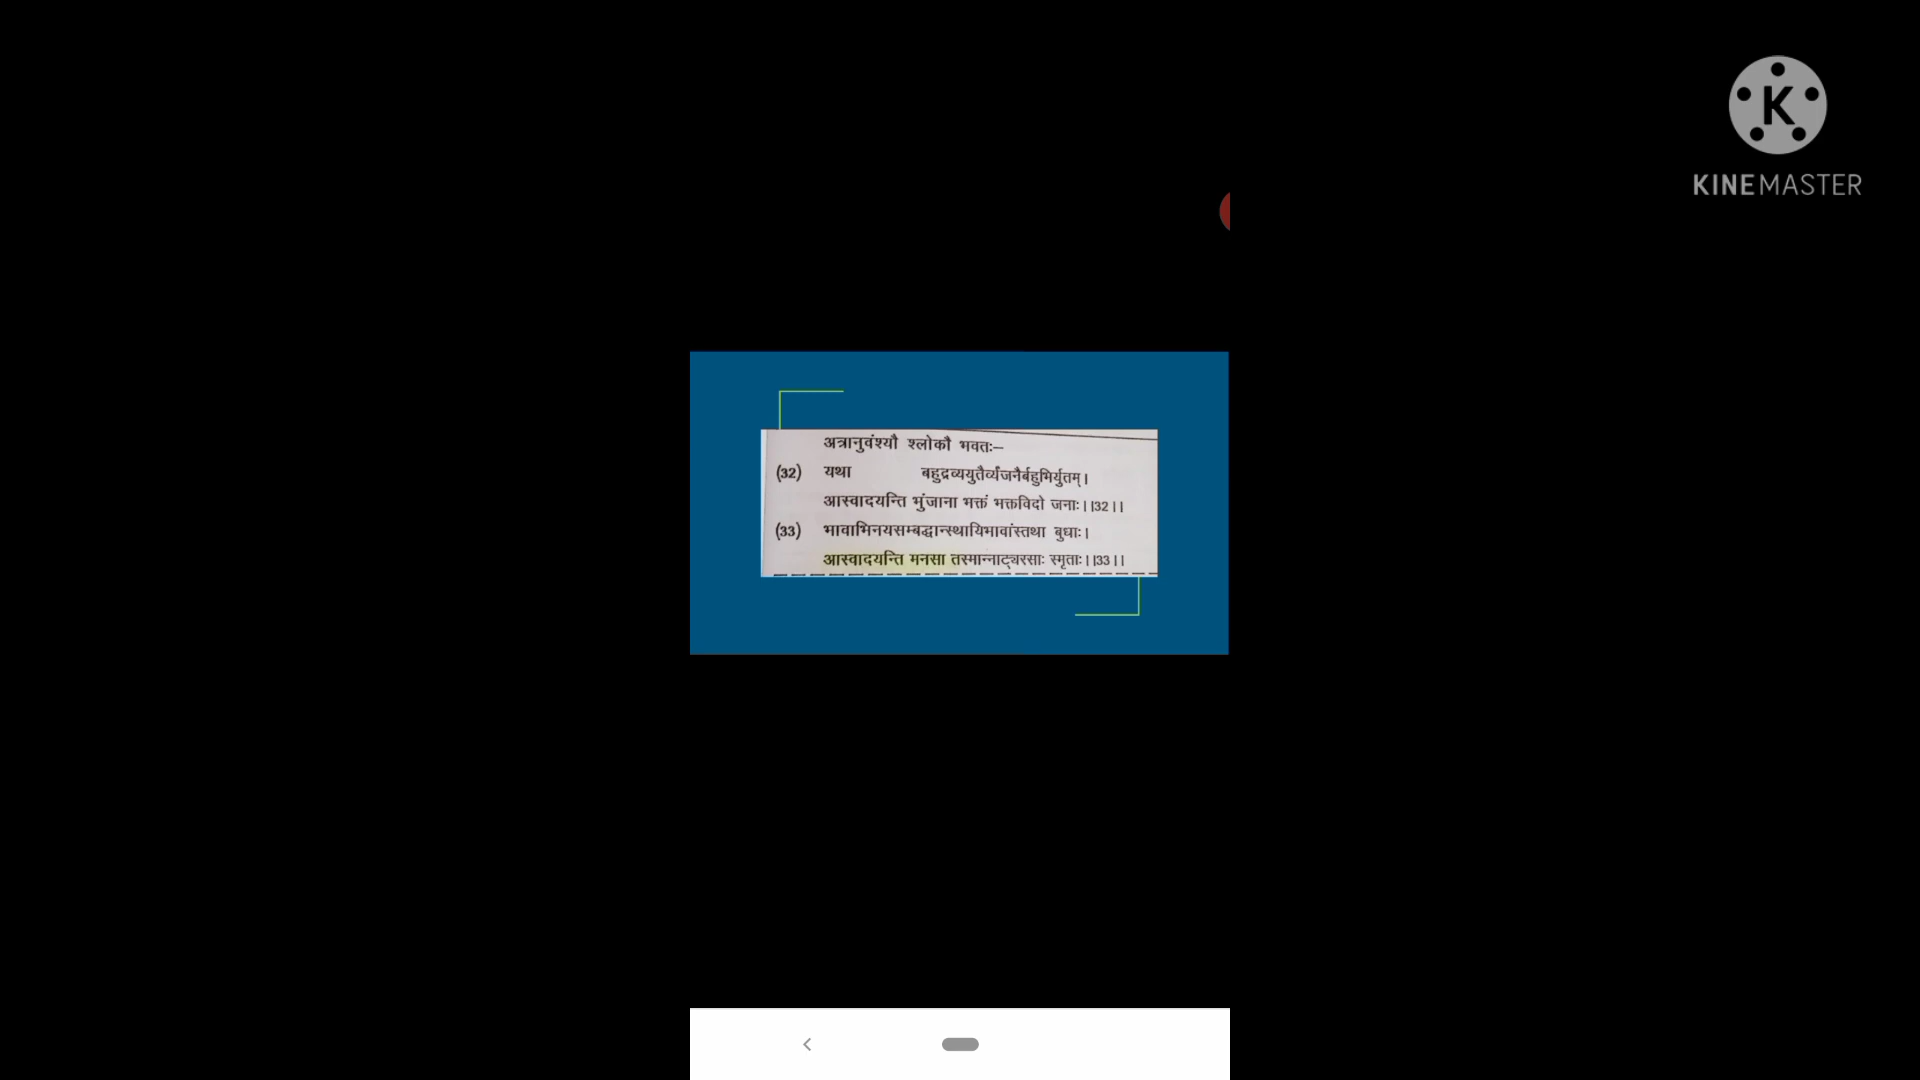 KINEMASTER
अत्रानुवंश्यौ श्लोकौ भवतः–
(32) यथा बहुद्रव्ययुतैर्व्यंजनैर्बहुभिर्युतम्।
आस्वादयन्ति भुंजाना भक्तं भक्तविदो जनाः।।32।।
(33) भावाभिनयसम्बद्धान्स्थायिभावांस्तथा बुधाः।
आस्वादयन्ति मनसा तस्मान्नाट्यरसाः स्मृताः।।33।।